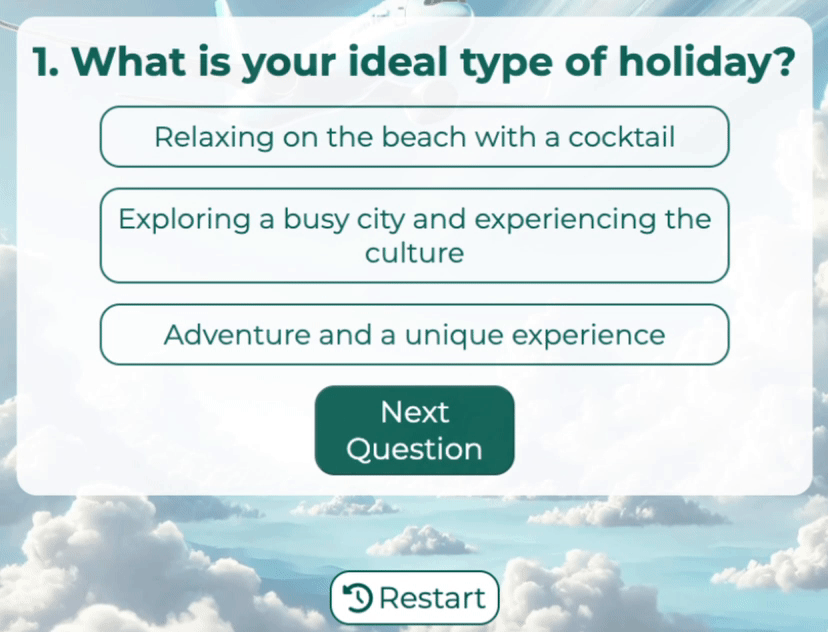 1. What is your ideal type of holiday?
Relaxing on the beach with a cocktail
Exploring a busy city and experiencing the
culture
Adventure and a unique experience
Next
Question
Restart